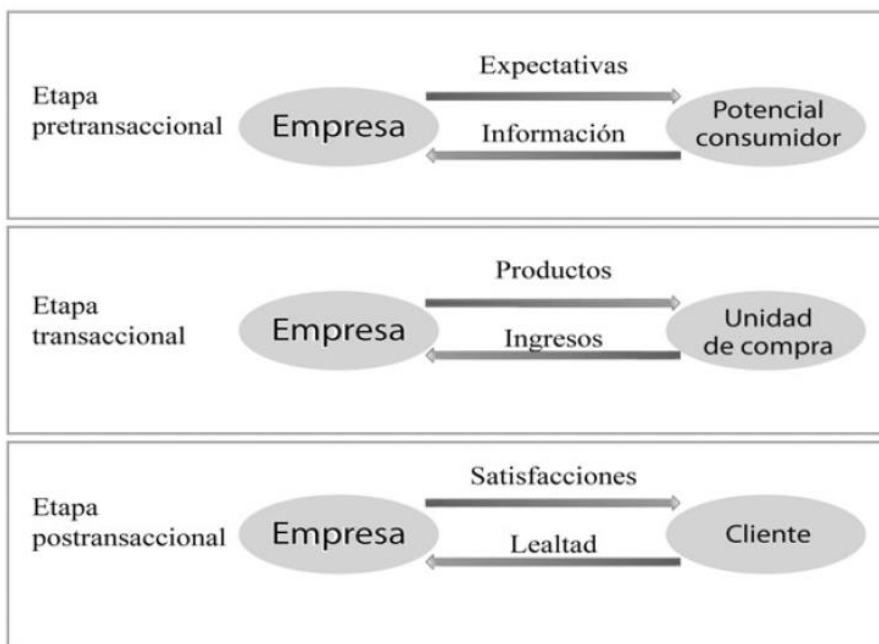 Etapa
pretransaccional
Empresa
Expectativas
Información
Potencial
consumidor
Etapa
transaccional
Empresa
Productos
Ingresos
Unidad
de compra
Etapa
postransaccional
Empresa
Satisfacciones
Lealtad
Cliente